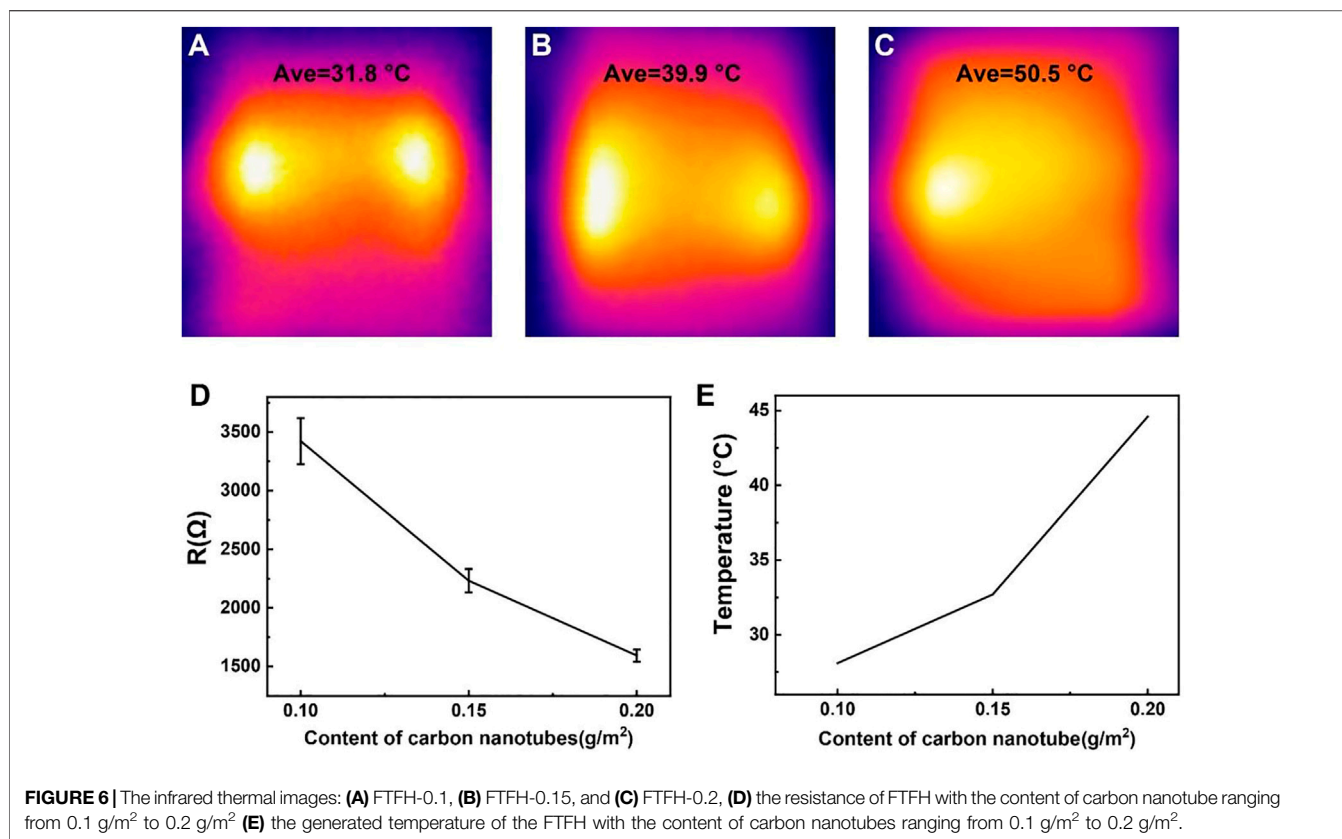 A
Ave=31.8 °C
B
Ave=39.9 °C
C
Ave=50.5 °C
D
3500
3000
2500
2000
1500
R(Ω)
0.10
0.15
0.20
Content of carbon nanotubes(g/m²)
E
45
40
35
30
Temperature (°C)
0.10
0.15
0.20
Content of carbon nanotube(g/m²)
FIGURE 6 | The infrared thermal images: (A) FTFH-0.1, (B) FTFH-0.15, and (C) FTFH-0.2, (D) the resistance of FTFH with the content of carbon nanotube ranging
from 0.1 g/m² to 0.2 g/m² (E) the generated temperature of the FTFH with the content of carbon nanotubes ranging from 0.1 g/m² to 0.2 g/m².